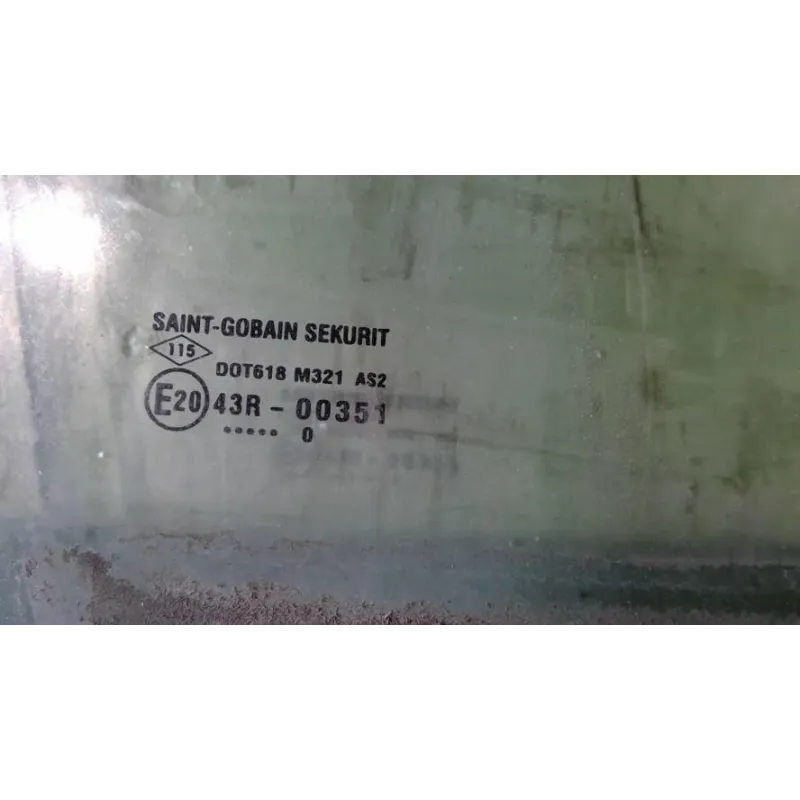 SAINT-GOBAIN SEKURIT
115
DOT618 M321 AS2
E20 43R - 00351
••••• 0